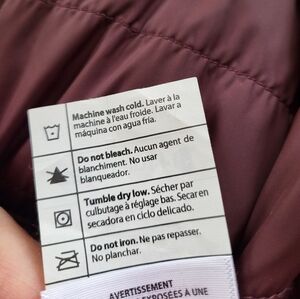 Machine wash cold. Laver à la
machine à l'eau froide. Lavar a
máquina con agua fría.
Do not bleach. Aucun agent de
blanchiment. No usar
blanqueador.
Tumble dry low. Sécher par
culbutage à réglage bas. Secar en
secadora en ciclo delicado.
Do not iron. Ne pas repasser.
No planchar.
AVERTISSEMENT
EXPOSÉES À UNE